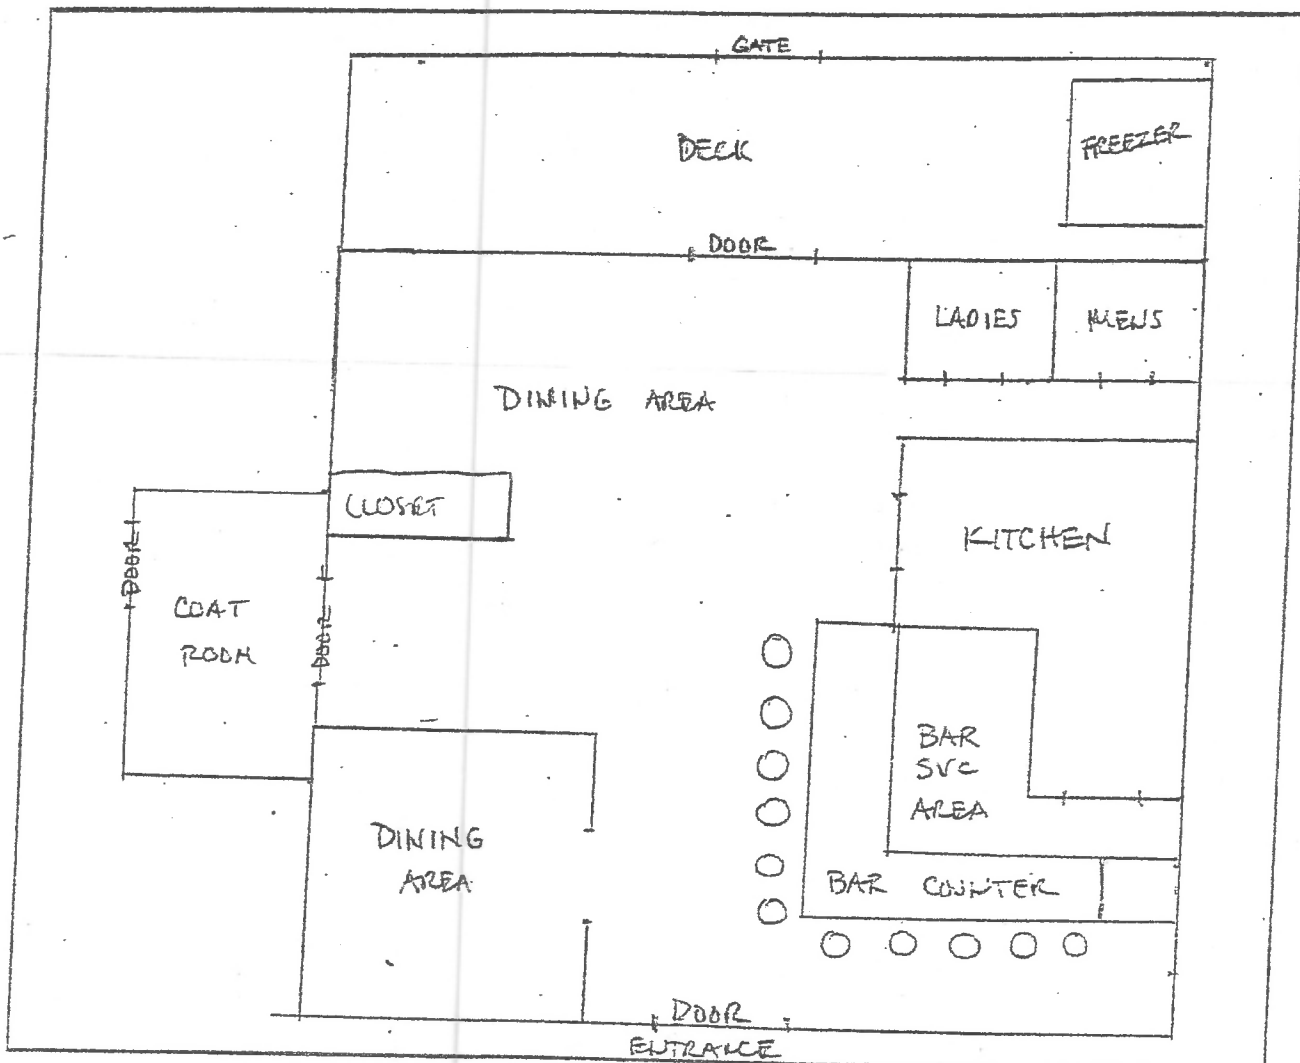 GATE
DECK
FREEZER
DOOR
LADIES
MENS
DINING AREA
CLOSET
KITCHEN
DOOR
COAT
ROOM
DOOR
BAR
SVC
AREA
DINING
AREA
BAR COUNTER
DOOR
ENTRANCE